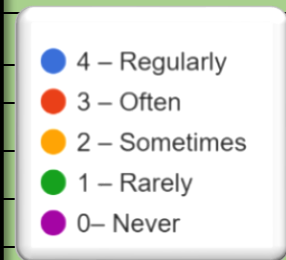 4 – Regularly
3 – Often
2 – Sometimes
1 – Rarely
0– Never